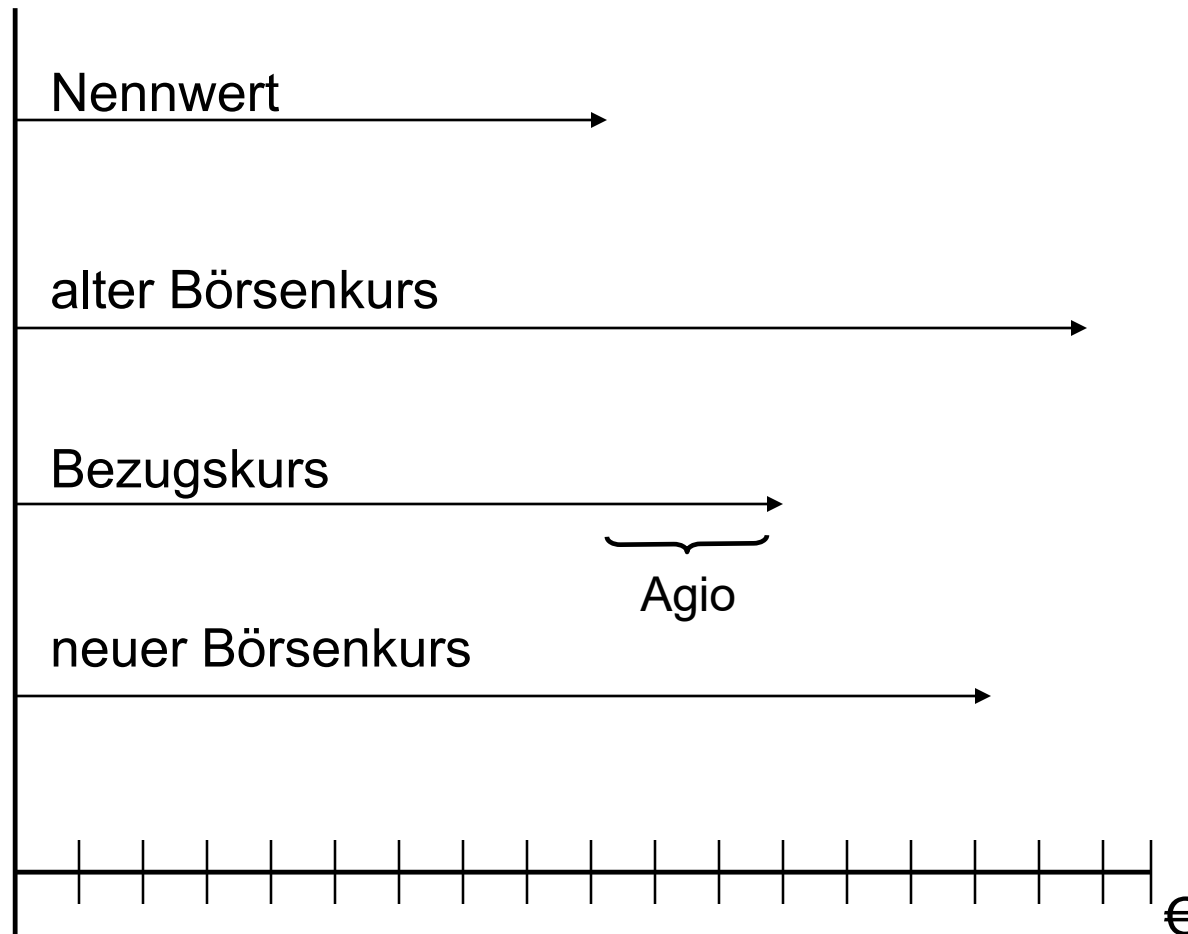 Nennwert
alter Börsenkurs
Bezugskurs
Agio
neuer Börsenkurs
€